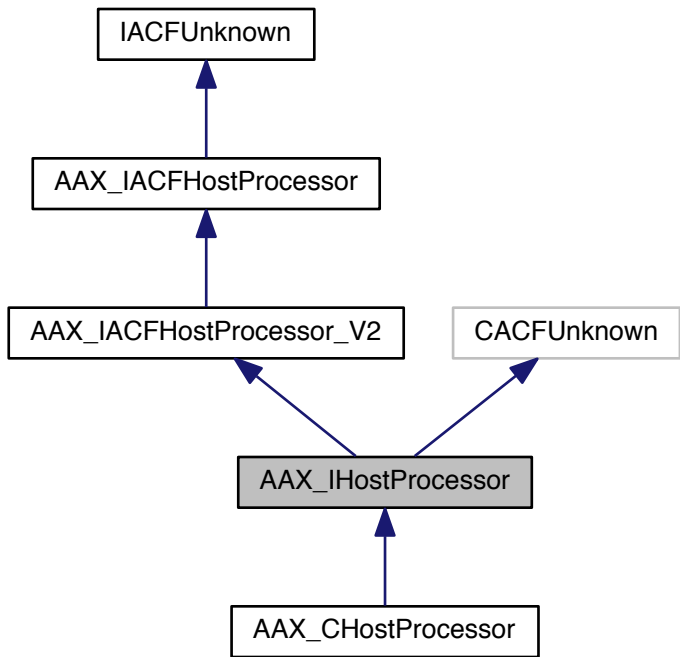 IACFUnknown
AAX_IACFHostProcessor
AAX_IACFHostProcessor_V2
CACFUnknown
AAX_IHostProcessor
AAX_CHostProcessor